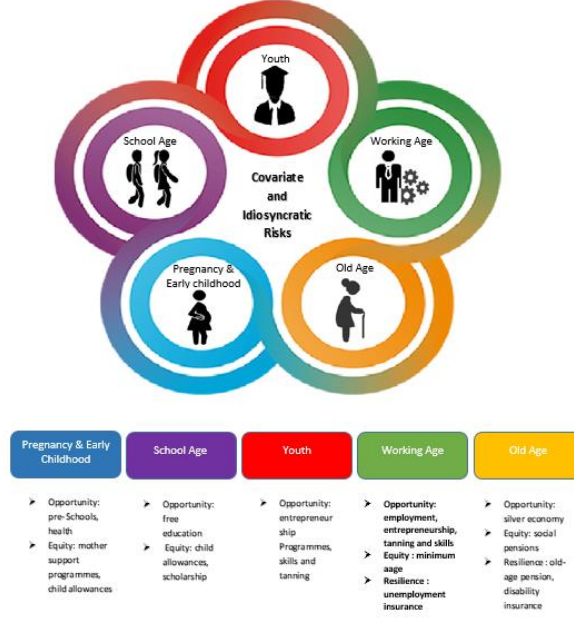 Youth
School Age
Working Age
Covariate
and
Idiosyncratic
Risks
Pregnancy &
Early childhood
Old Age
Pregnancy & Early
Childhood
School Age
Youth
Working Age
Old Age
➤ Opportunity:
pre-Schools,
health
➤ Equity: mother
support
programmes,
child allowances
➤ Opportunity:
free
education
➤ Equity: child
allowances,
scholarship
➤ Opportunity:
entrepreneur
ship
Programmes,
skills and
tanning
➤ Opportunity:
employment,
entrepreneurship,
tanning and skills
➤ Equity : minimum
aage
➤ Resilience :
unemployment
insurance
➤ Opportunity:
silver economy
➤ Equity: social
pensions
➤ Resilience : old-
age pension,
disability
insurance